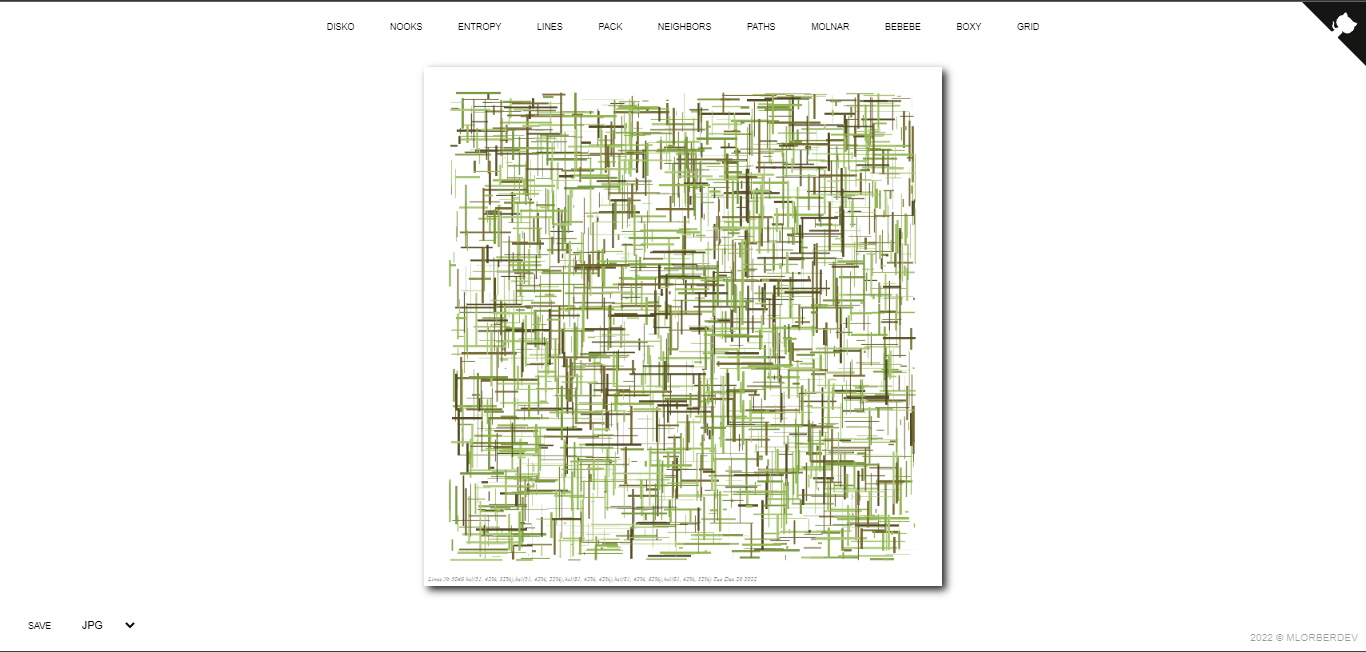 DISKO NOOKS ENTROPY LINES PACK NEIGHBORS PATHS MOLNAR BEBEBE BOXY GRID
Lines Tue Dec 20 2022
SAVE JPG
2022 © MLORBERDEV